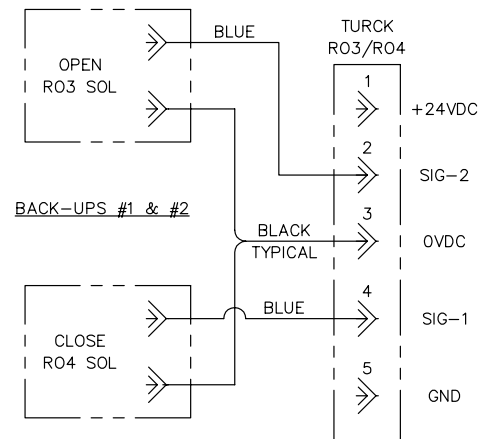 BLUE
TURCK
RO3/RO4
OPEN
RO3 SOL
1
+24VDC
2
SIG-2
BACK-UPS #1 & #2
3
BLACK
TYPICAL
0VDC
4
BLUE
SIG-1
CLOSE
RO4 SOL
5
GND